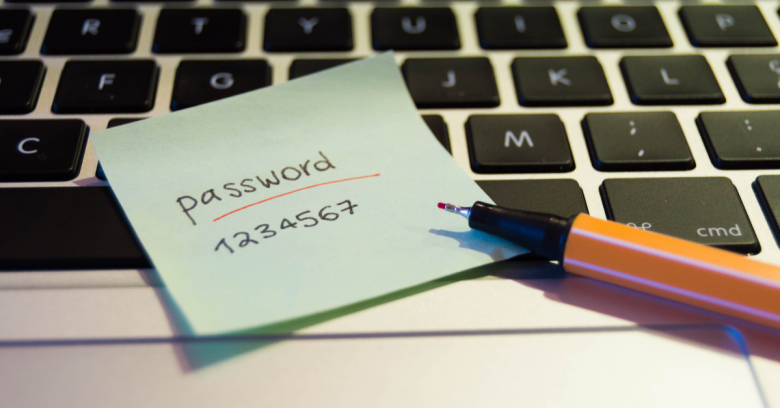 R T Y U I O P
F G J K L
C M ; :
password
1234567
cmd